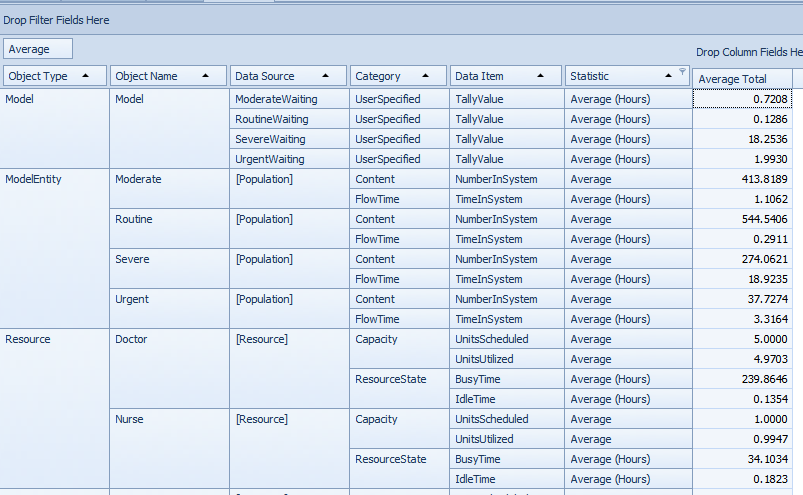 Drop Filter Fields Here
Average
Drop Column Fields He
Object Type Object Name Data Source Category Data Item Statistic Average Total
Model Model ModerateWaiting UserSpecified TallyValue Average (Hours) 0.7208
RoutineWaiting UserSpecified TallyValue Average (Hours) 0.1286
SevereWaiting UserSpecified TallyValue Average (Hours) 18.2536
UrgentWaiting UserSpecified TallyValue Average (Hours) 1.9930
ModelEntity Moderate [Population] Content NumberInSystem Average 413.8189
FlowTime TimeInSystem Average (Hours) 1.1062
Routine [Population] Content NumberInSystem Average 544.5406
FlowTime TimeInSystem Average (Hours) 0.2911
Severe [Population] Content NumberInSystem Average 274.0621
FlowTime TimeInSystem Average (Hours) 18.9235
Urgent [Population] Content NumberInSystem Average 37.7274
FlowTime TimeInSystem Average (Hours) 3.3164
Resource Doctor [Resource] Capacity UnitsScheduled Average 5.0000
UnitsUtilized Average 4.9703
ResourceState BusyTime Average (Hours) 239.8646
IdleTime Average (Hours) 0.1354
Nurse [Resource] Capacity UnitsScheduled Average 1.0000
UnitsUtilized Average 0.9947
ResourceState BusyTime Average (Hours) 34.1034
IdleTime Average (Hours) 0.1823